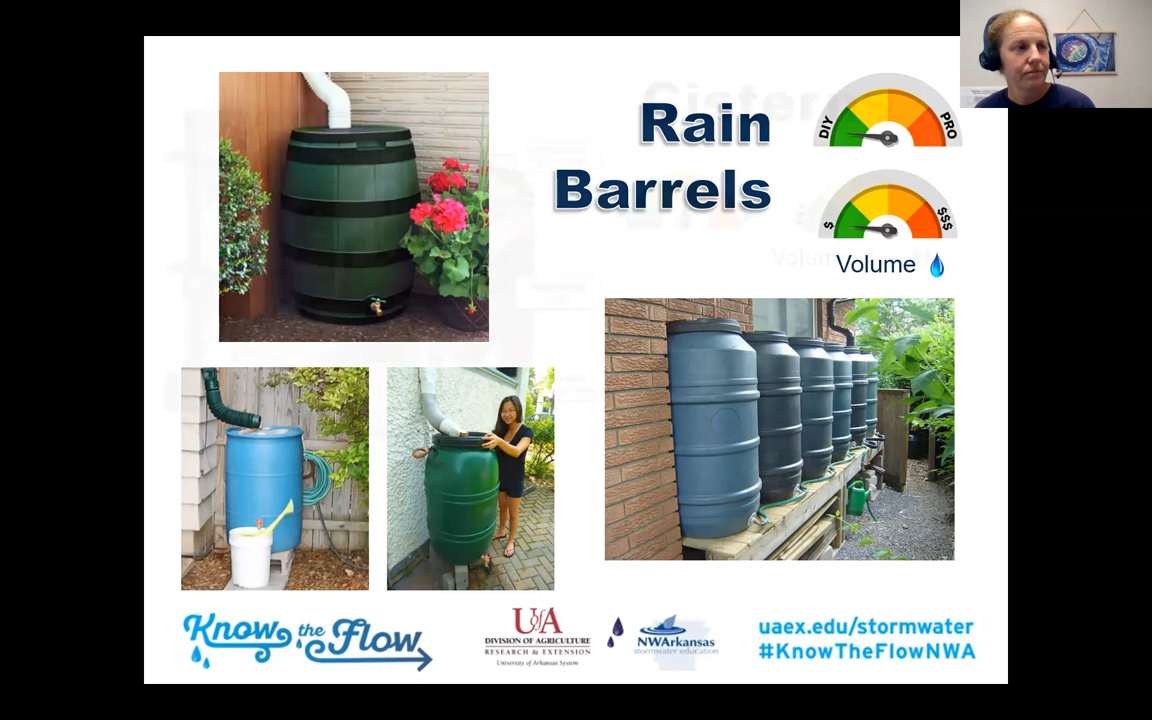 Rain
Barrels
DIY
PRO
$
$$$
Volume
Know the Flow
UofA
DIVISION OF AGRICULTURE
RESEARCH & EXTENSION
University of Arkansas System
NWArkansas
stormwater education
uaex.edu/stormwater
#KnowTheFlowNWA